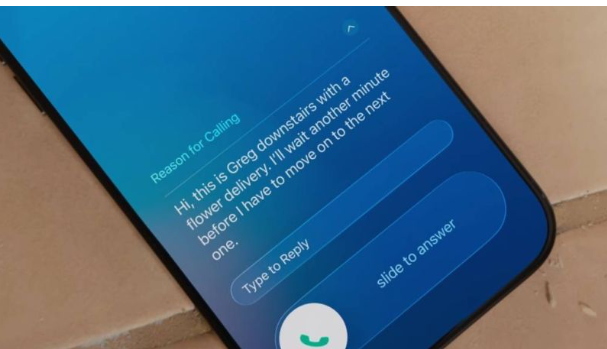 Reason for Calling
Hi, this is Greg downstairs with a
flower delivery. I'll wait another minute
before I have to move on to the next
one.
Type to Reply
slide to answer